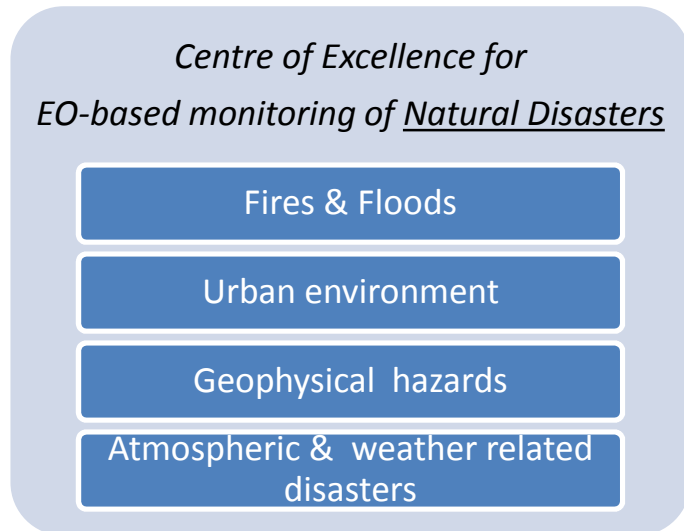 Centre of Excellence for
EO-based monitoring of Natural Disasters
Fires & Floods
Urban environment
Geophysical hazards
Atmospheric & weather related
disasters